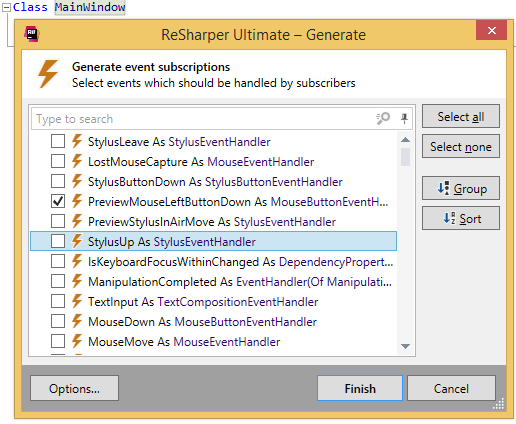 Class MainWindow
ReSharper Ultimate – Generate
Generate event subscriptions
Select events which should be handled by subscribers
Type to search
StylusLeave As StylusEventHandler
LostMouseCapture As MouseEventHandler
StylusButtonDown As StylusButtonEventHandler
PreviewMouseLeftButtonDown As MouseButtonEventH...
PreviewStylusInAirMove As StylusEventHandler
StylusUp As StylusEventHandler
IsKeyboardFocusWithinChanged As DependencyPropert...
ManipulationCompleted As EventHandler(Of Manipulati...
TextInput As TextCompositionEventHandler
MouseDown As MouseButtonEventHandler
MouseMove As MouseEventHandler
Select all
Select none
Group
Sort
Options...
Finish
Cancel